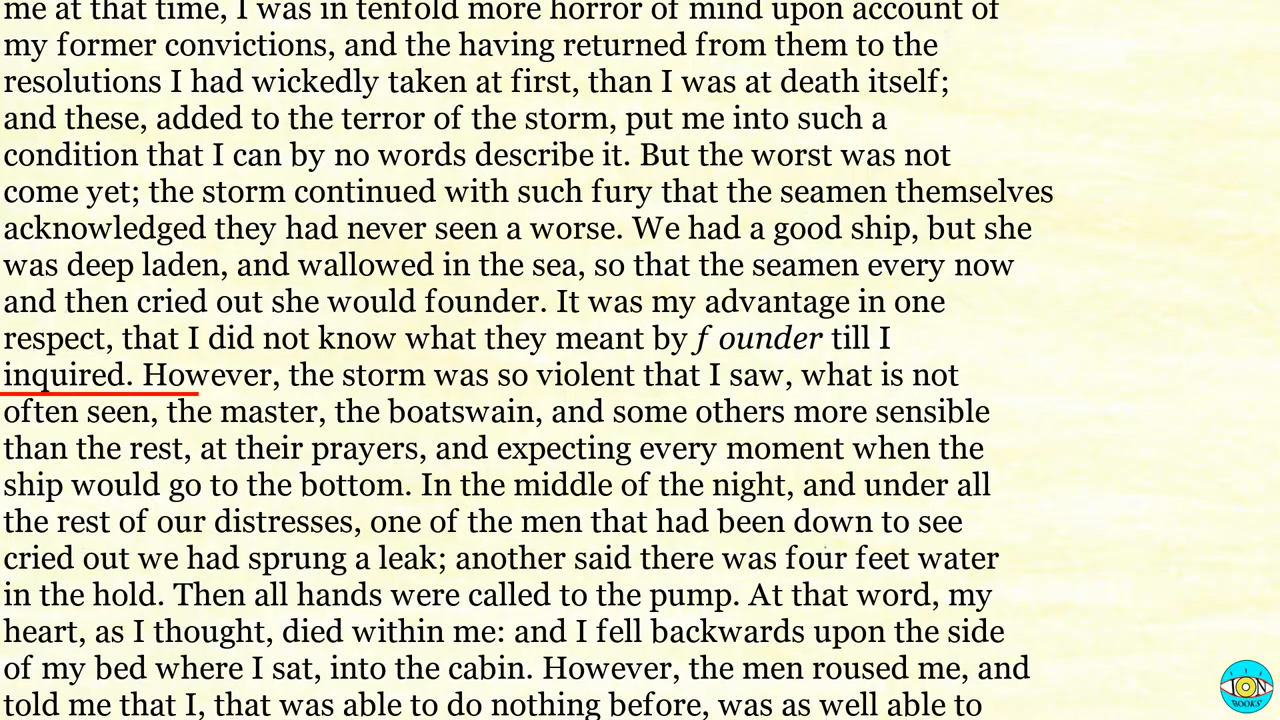 me at that time, I was in tenfold more horror of mind upon account of
my former convictions, and the having returned from them to the
resolutions I had wickedly taken at first, than I was at death itself;
and these, added to the terror of the storm, put me into such a
condition that I can by no words describe it. But the worst was not
come yet; the storm continued with such fury that the seamen themselves
acknowledged they had never seen a worse. We had a good ship, but she
was deep laden, and wallowed in the sea, so that the seamen every now
and then cried out she would founder. It was my advantage in one
respect, that I did not know what they meant by f ounder till I
inquired. However, the storm was so violent that I saw, what is not
often seen, the master, the boatswain, and some others more sensible
than the rest, at their prayers, and expecting every moment when the
ship would go to the bottom. In the middle of the night, and under all
the rest of our distresses, one of the men that had been down to see
cried out we had sprung a leak; another said there was four feet water
in the hold. Then all hands were called to the pump. At that word, my
heart, as I thought, died within me: and I fell backwards upon the side
of my bed where I sat, into the cabin. However, the men roused me, and
told me that I, that was able to do nothing before, was as well able to
ION
BOOKS